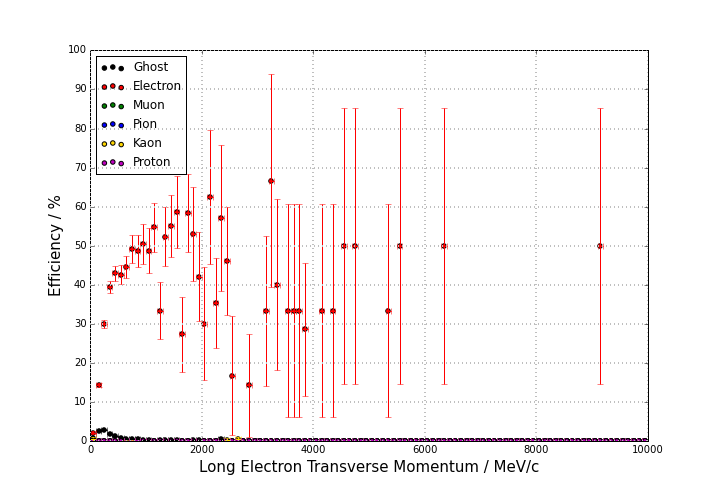 100
90
80
70
60
50
40
30
20
10
0
Efficiency / %
Ghost
Electron
Muon
Pion
Kaon
Proton
0 2000 4000 6000 8000 10000
Long Electron Transverse Momentum / MeV/c